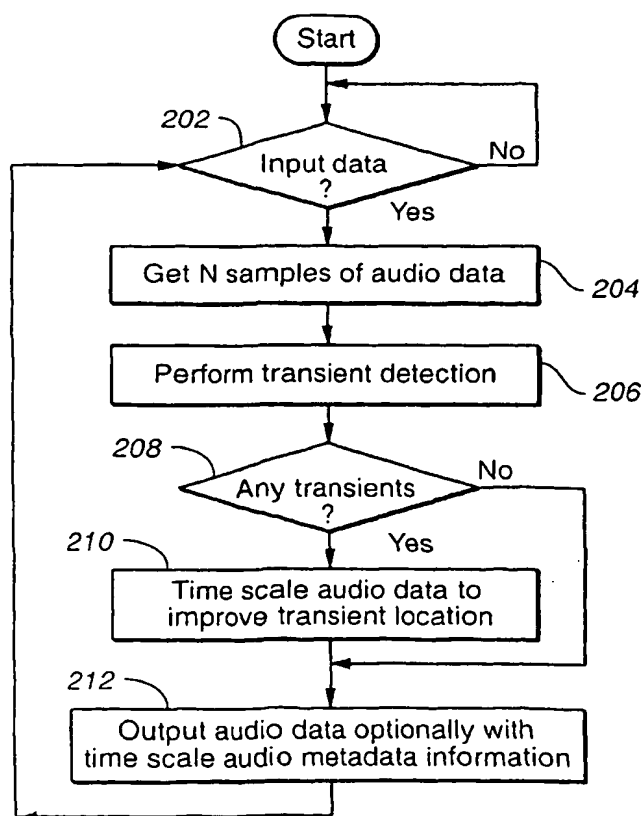 Start
202
Input data
?
No
Yes
Get N samples of audio data
204
Perform transient detection
206
208
Any transients
?
No
Yes
210
Time scale audio data to
improve transient location
212
Output audio data optionally with
time scale audio metadata information